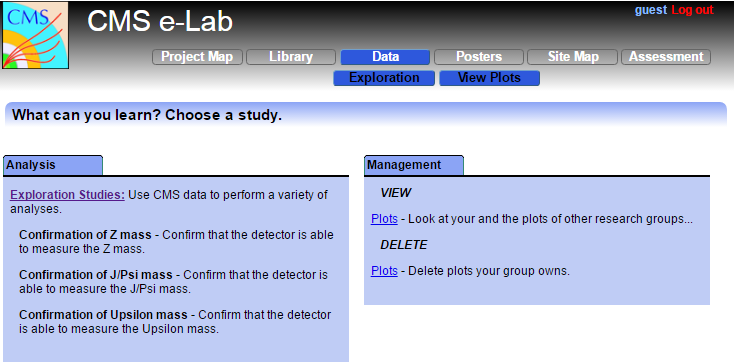 CMS
CMS e-Lab
guest Log out
Project Map Library Data Posters Site Map Assessment
Exploration View Plots
What can you learn? Choose a study.
Analysis
Exploration Studies: Use CMS data to perform a variety of
analyses.
Confirmation of Z mass - Confirm that the detector is able
to measure the Z mass.
Confirmation of J/Psi mass - Confirm that the detector is
able to measure the J/Psi mass.
Confirmation of Upsilon mass - Confirm that the detector
is able to measure the Upsilon mass.
Management
VIEW
Plots - Look at your and the plots of other research groups...
DELETE
Plots - Delete plots your group owns.